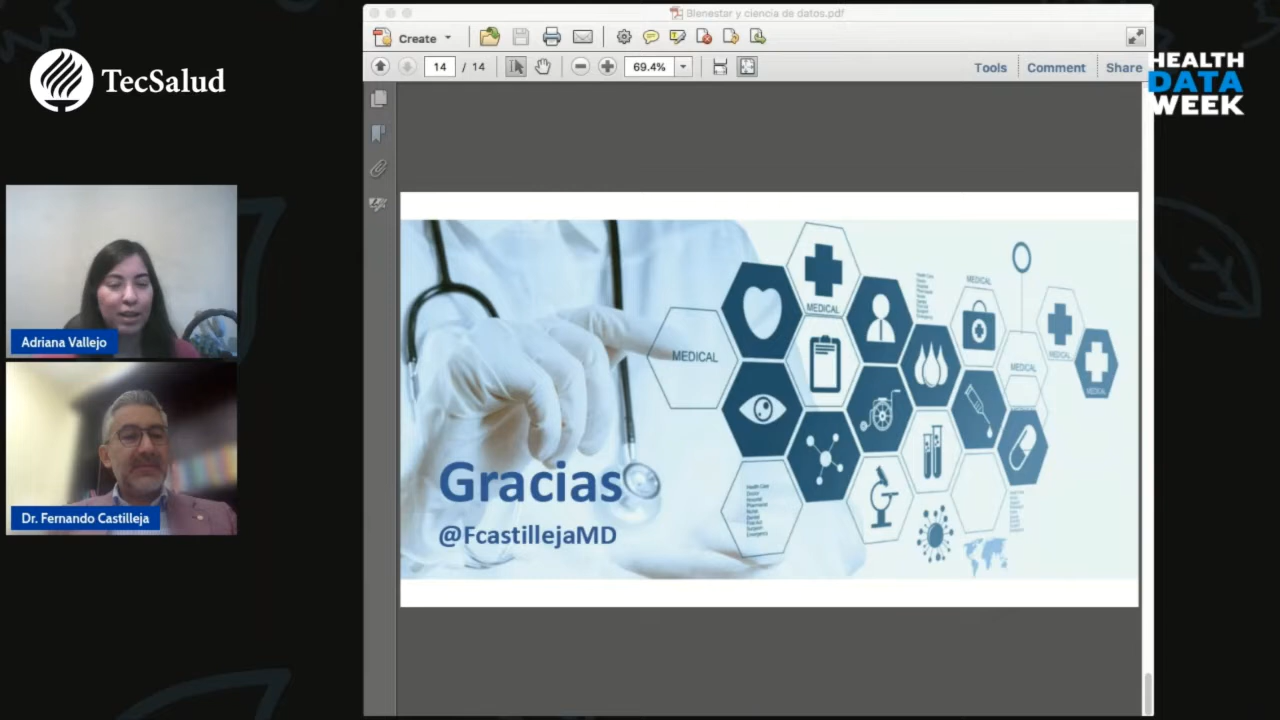 TecSalud
Bienestar y ciencia de datos.pdf
Create
14 / 14
69.4%
Tools
Comment
Share
HEALTH
DATA
WEEK
Adriana Vallejo
Dr. Fernando Castilleja
MEDICAL
MEDICAL
MEDICAL
MEDICAL
MEDICAL
MEDICAL
Gracias
@FcastillejaMD